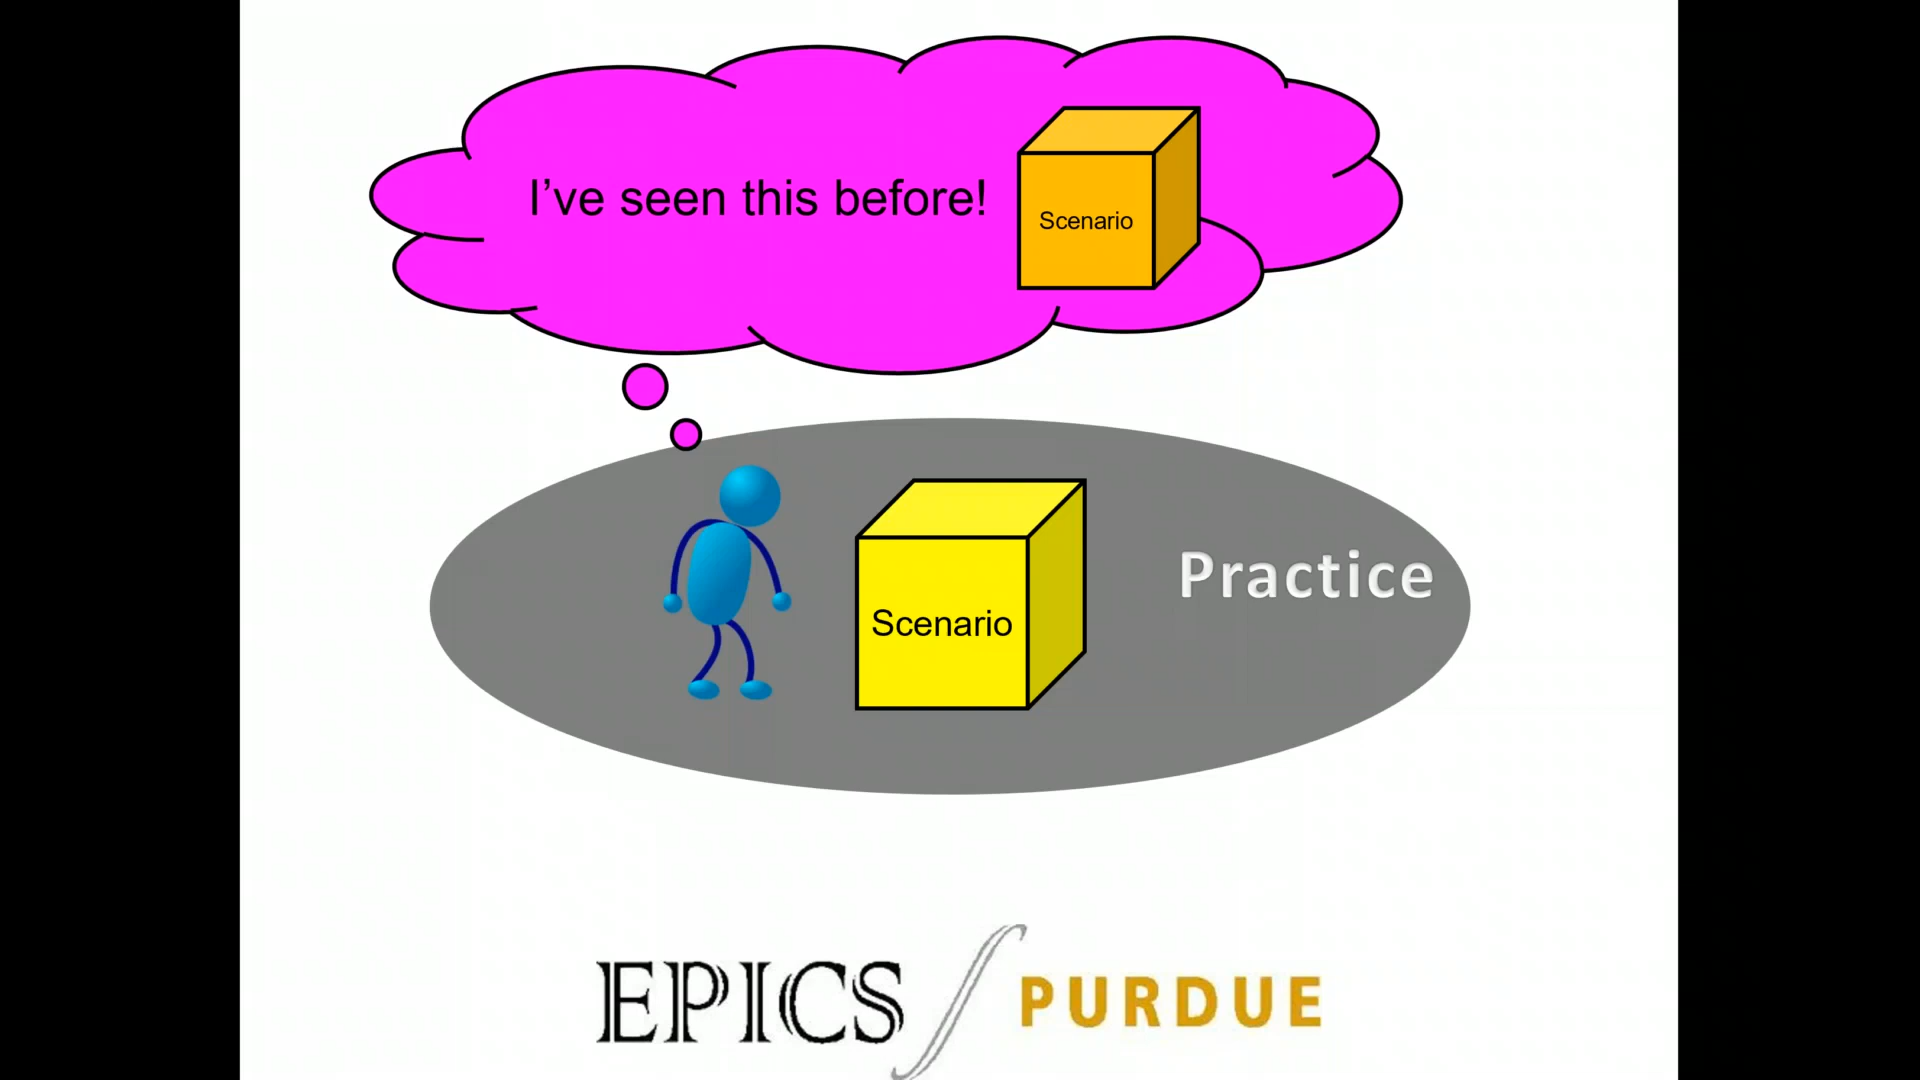 I’ve seen this before!
Scenario
Scenario
Practice
EPICS
PURDUE